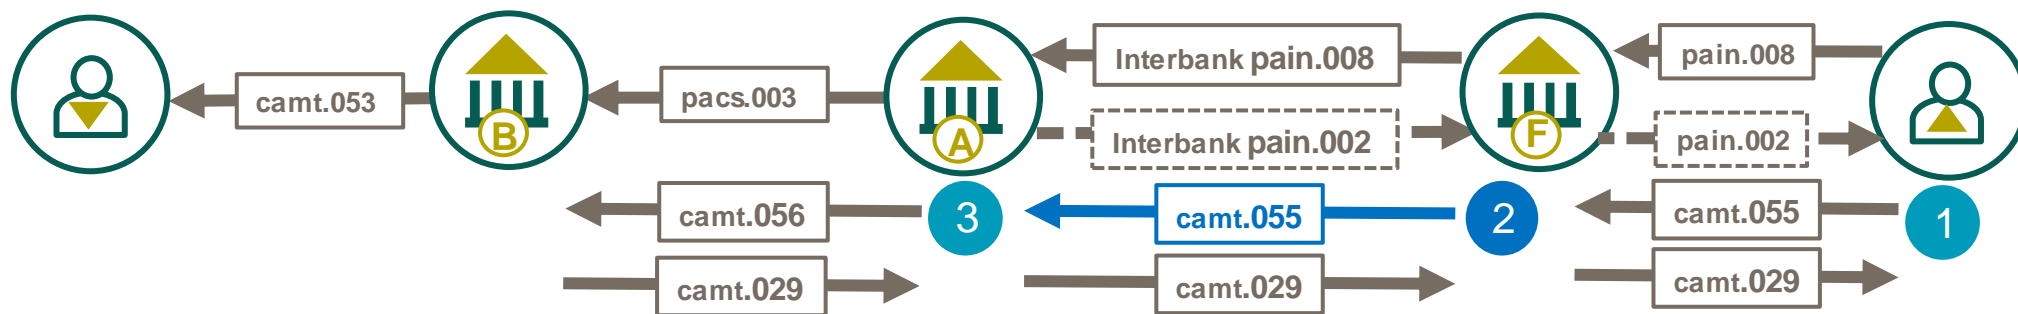 Interbank pain.008
pain.008
camt.053
pacs.003
B
A
F
Interbank pain.002
pain.002
camt.056
3
camt.055
2
camt.055
1
camt.029
camt.029
camt.029